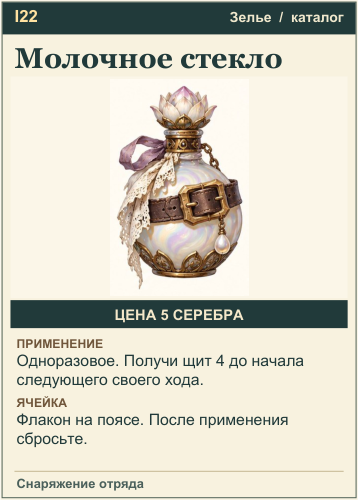 I22
Зелье / каталог
Молочное стекло
ЦЕНА 5 СЕРЕБРА
ПРИМЕНЕНИЕ
Одноразовое. Получи щит 4 до начала
следующего своего хода.
ЯЧЕЙКА
Флакон на поясе. После применения
сбросьте.
Снаряжение отряда